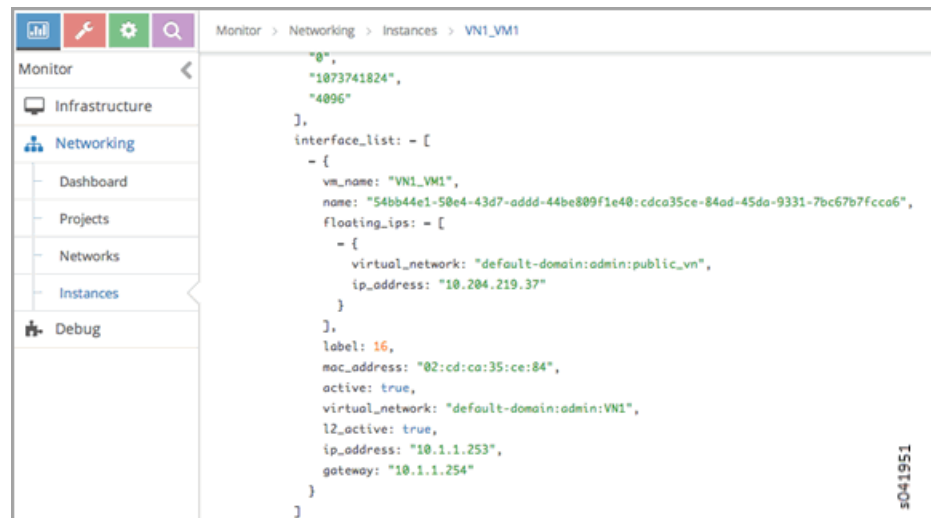 Monitor > Networking > Instances > VN1_VM1
Monitor
Infrastructure
Networking
Dashboard
Projects
Networks
Instances
Debug
"0",
"1073741824",
"4096"
],
interface_list: - [
- {
vm_name: "VN1_VM1",
name: "54bb44e1-50e4-43d7-addd-44be809f1e40:cdca35ce-84ad-45da-9331-7bc67b7fcca6",
floating_ips: - [
- {
virtual_network: "default-domain:admin:public_vn",
ip_address: "10.204.219.37"
}
],
label: 16,
mac_address: "02:cd:ca:35:ce:84",
active: true,
virtual_network: "default-domain:admin:VN1",
l2_active: true,
ip_address: "10.1.1.253",
gateway: "10.1.1.254"
}
]
s041951